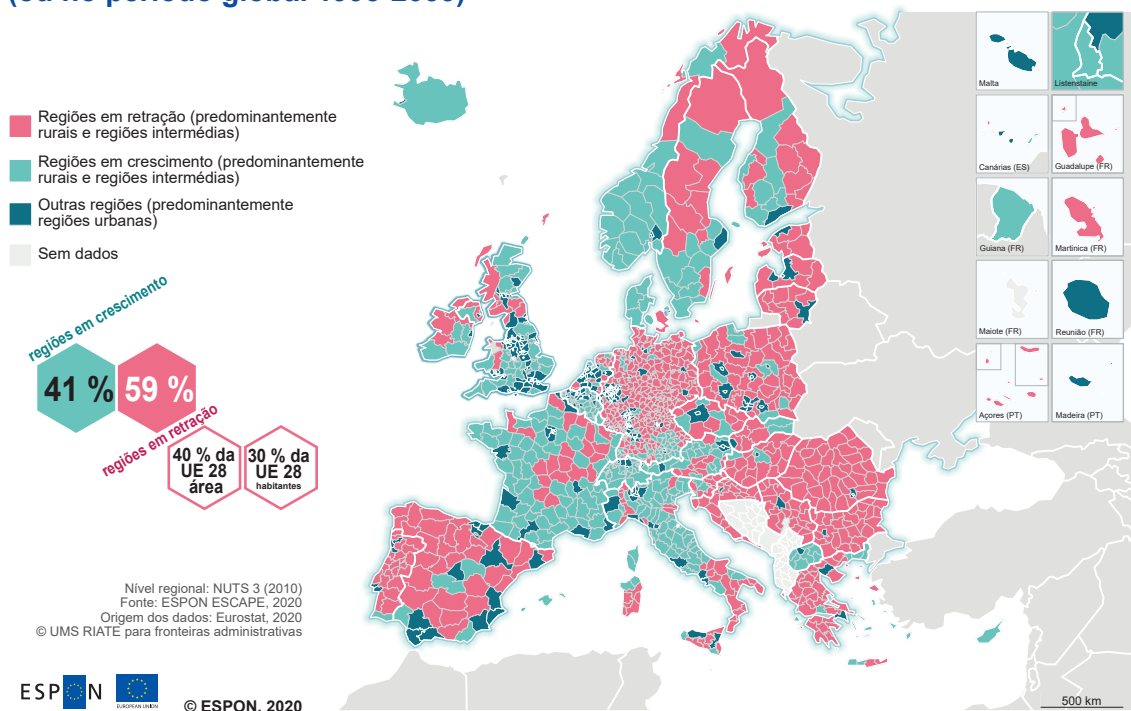 Regiões em retração (predominantemente
rurais e regiões intermédias)
Regiões em crescimento (predominantemente
rurais e regiões intermédias)
Outras regiões (predominantemente
regiões urbanas)
Sem dados
regiões em crescimento
41 %
59 %
regiões em retração
40 % da
UE 28
área
30 % da
UE 28
habitantes
Nível regional: NUTS 3 (2010)
Fonte: ESPON ESCAPE, 2020
Origem dos dados: Eurostat, 2020
© UMS RIATE para fronteiras administrativas
ESPON
EUROPEAN UNION
© ESPON, 2020
Malta
Listenstaine
Canárias (ES)
Guadalupe (FR)
Guiana (FR)
Martinica (FR)
Maiote (FR)
Reunião (FR)
Açores (PT)
Madeira (PT)
500 km